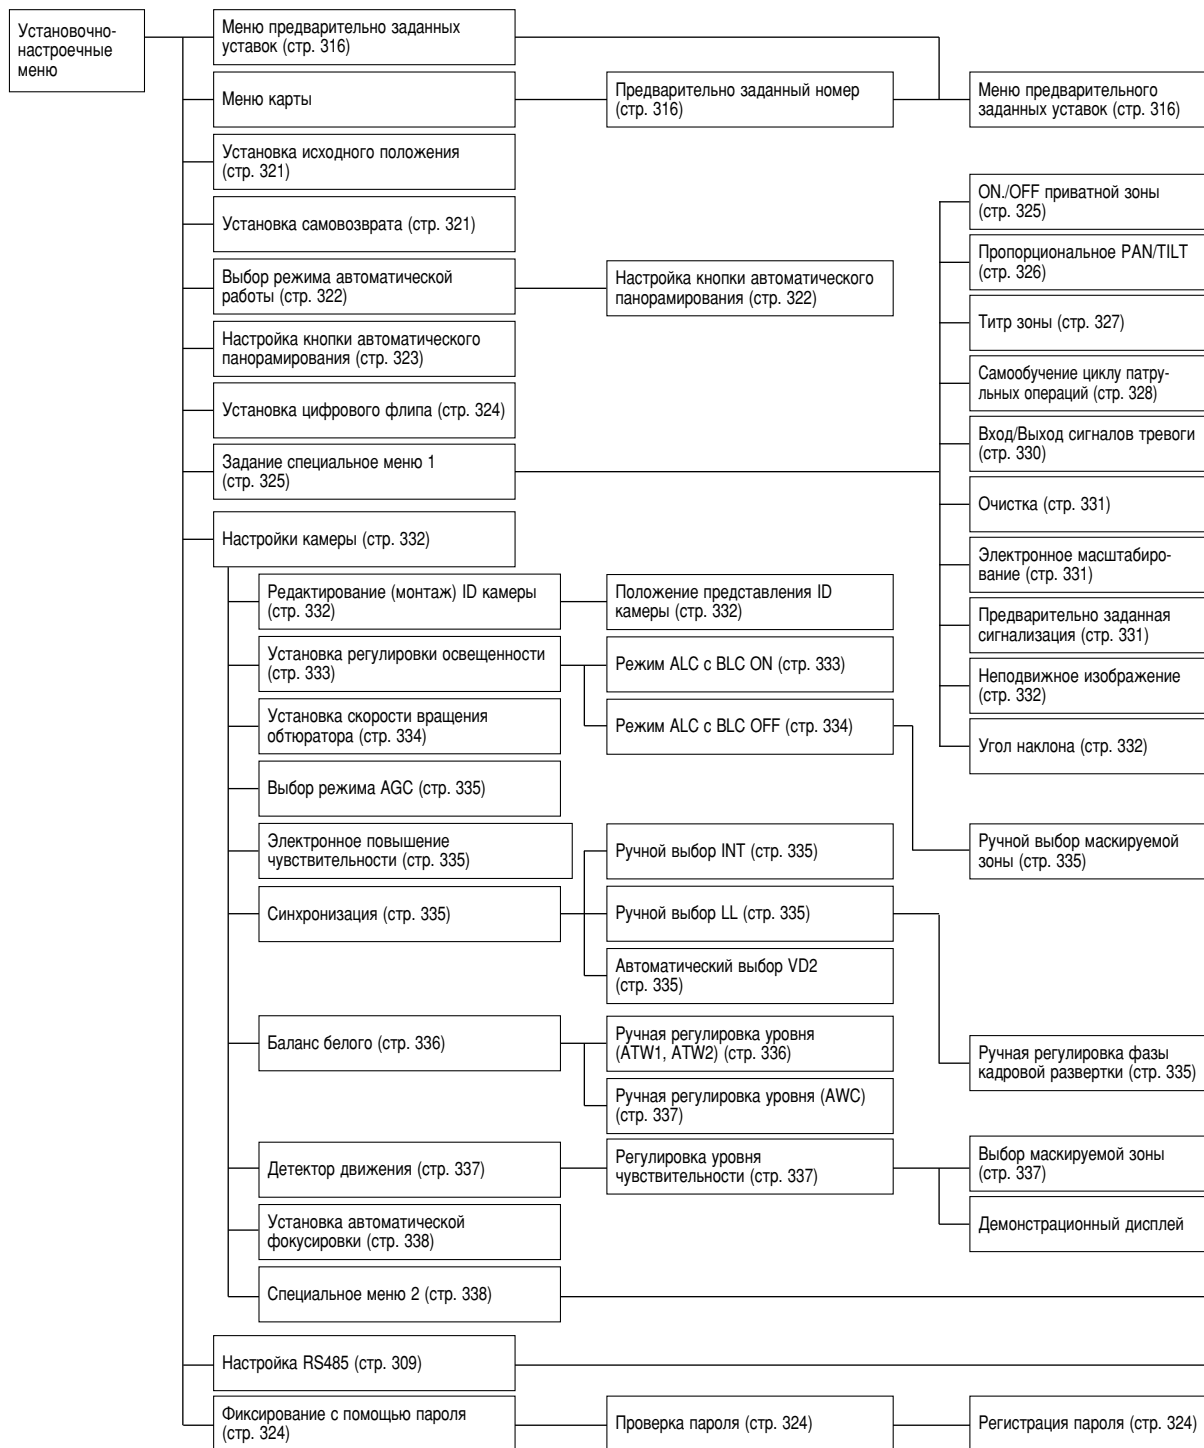 Установочно-
настроечные
меню
Меню предварительно заданных
уставок (стр. 316)
Меню карты
Предварительно заданный номер
(стр. 316)
Меню предварительного
заданных уставок (стр. 316)
Установка исходного положения
(стр. 321)
Установка самовозврата (стр. 321)
Выбор режима автоматической
работы (стр. 322)
Настройка кнопки автоматического
панорамирования (стр. 322)
Настройка кнопки автоматического
панорамирования (стр. 323)
Установка цифрового флипа (стр. 324)
Задание специальное меню 1
(стр. 325)
ON./OFF приватной зоны
(стр. 325)
Пропорциональное PAN/TILT
(стр. 326)
Титр зоны (стр. 327)
Самообучение циклу патру-
льных операций (стр. 328)
Вход/Выход сигналов тревоги
(стр. 330)
Очистка (стр. 331)
Электронное масштабиро-
вание (стр. 331)
Предварительно заданная
сигнализация (стр. 331)
Неподвижное изображение
(стр. 332)
Угол наклона (стр. 332)
Настройки камеры (стр. 332)
Редактирование (монтаж) ID камеры
(стр. 332)
Положение представления ID
камеры (стр. 332)
Установка регулировки освещенности
(стр. 333)
Режим ALC с BLC ON (стр. 333)
Режим ALC с BLC OFF (стр. 334)
Ручной выбор маскируемой
зоны (стр. 335)
Установка скорости вращения
обтюратора (стр. 334)
Выбор режима AGC (стр. 335)
Электронное повышение
чувствительности (стр. 335)
Синхронизация (стр. 335)
Ручной выбор INT (стр. 335)
Ручной выбор LL (стр. 335)
Автоматический выбор VD2
(стр. 335)
Ручная регулировка фазы
кадровой развертки (стр. 335)
Баланс белого (стр. 336)
Ручная регулировка уровня
(ATW1, ATW2) (стр. 336)
Ручная регулировка уровня (AWC)
(стр. 337)
Детектор движения (стр. 337)
Регулировка уровня
чувствительности (стр. 337)
Выбор маскируемой зоны
(стр. 337)
Демонстрационный дисплей
Установка автоматической
фокусировки (стр. 338)
Специальное меню 2 (стр. 338)
Настройка RS485 (стр. 309)
Фиксирование с помощью пароля
(стр. 324)
Проверка пароля (стр. 324)
Регистрация пароля (стр. 324)